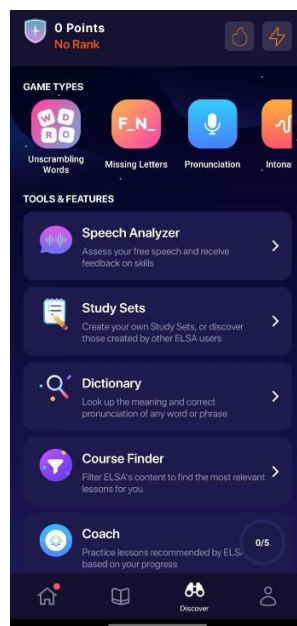 0 Points
No Rank
GAME TYPES
W D
R O
F_N_
Unscrambling
Words
Missing Letters
Pronunciation
Intona
TOOLS & FEATURES
Speech Analyzer
Assess your free speech and receive
feedback on skills
Study Sets
Create your own Study Sets, or discover
those created by other ELSA users
Dictionary
Look up the meaning and correct
pronunciation of any word or phrase
Course Finder
Filter ELSA's content to find the most relevant
lessons for you
Coach
Practice lessons recommended by ELSA
based on your progress
0/5
Discover